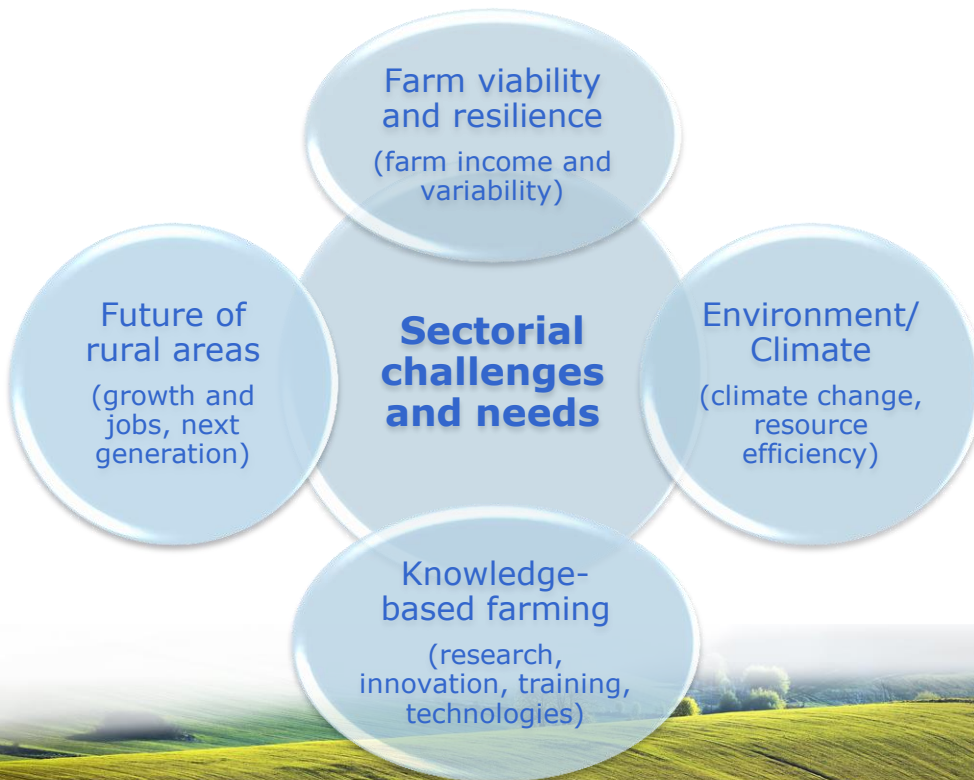 Farm viability
and resilience
(farm income and
variability)
Future of
rural areas
(growth and
jobs, next
generation)
Sectorial
challenges
and needs
Environment/
Climate
(climate change,
resource
efficiency)
Knowledge-
based farming
(research,
innovation, training,
technologies)